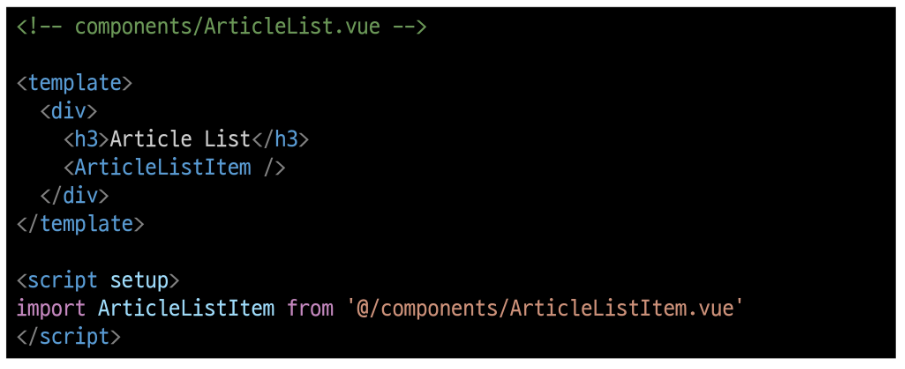 <!-- components/ArticleList.vue -->
<template>
<div>
<h3>Article List</h3>
<ArticleListItem />
</div>
</template>
<script setup>
import ArticleListItem from '@/components/ArticleListItem.vue'
</script>